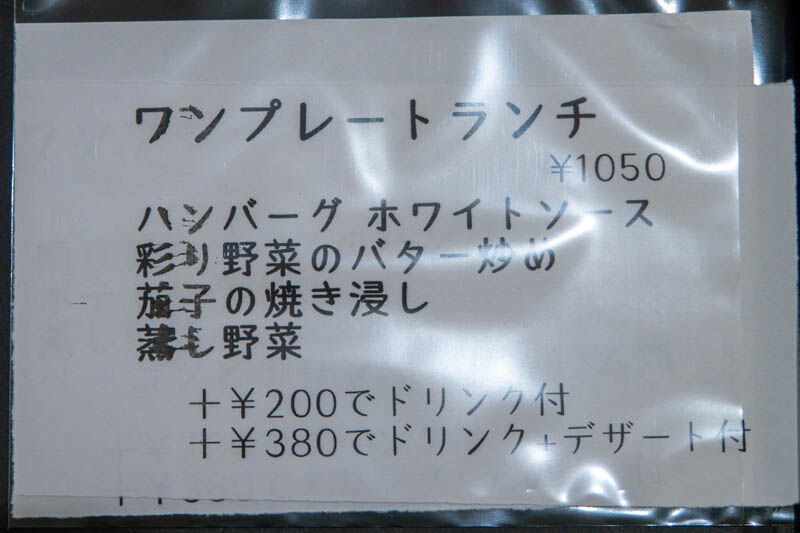 ワンプレートランチ
¥1050
ハンバーグ ホワイトソース
彩り野菜のバター炒め
茄子の焼き浸し
蒸し野菜
+¥200でドリンク付
+¥380でドリンク+デザート付